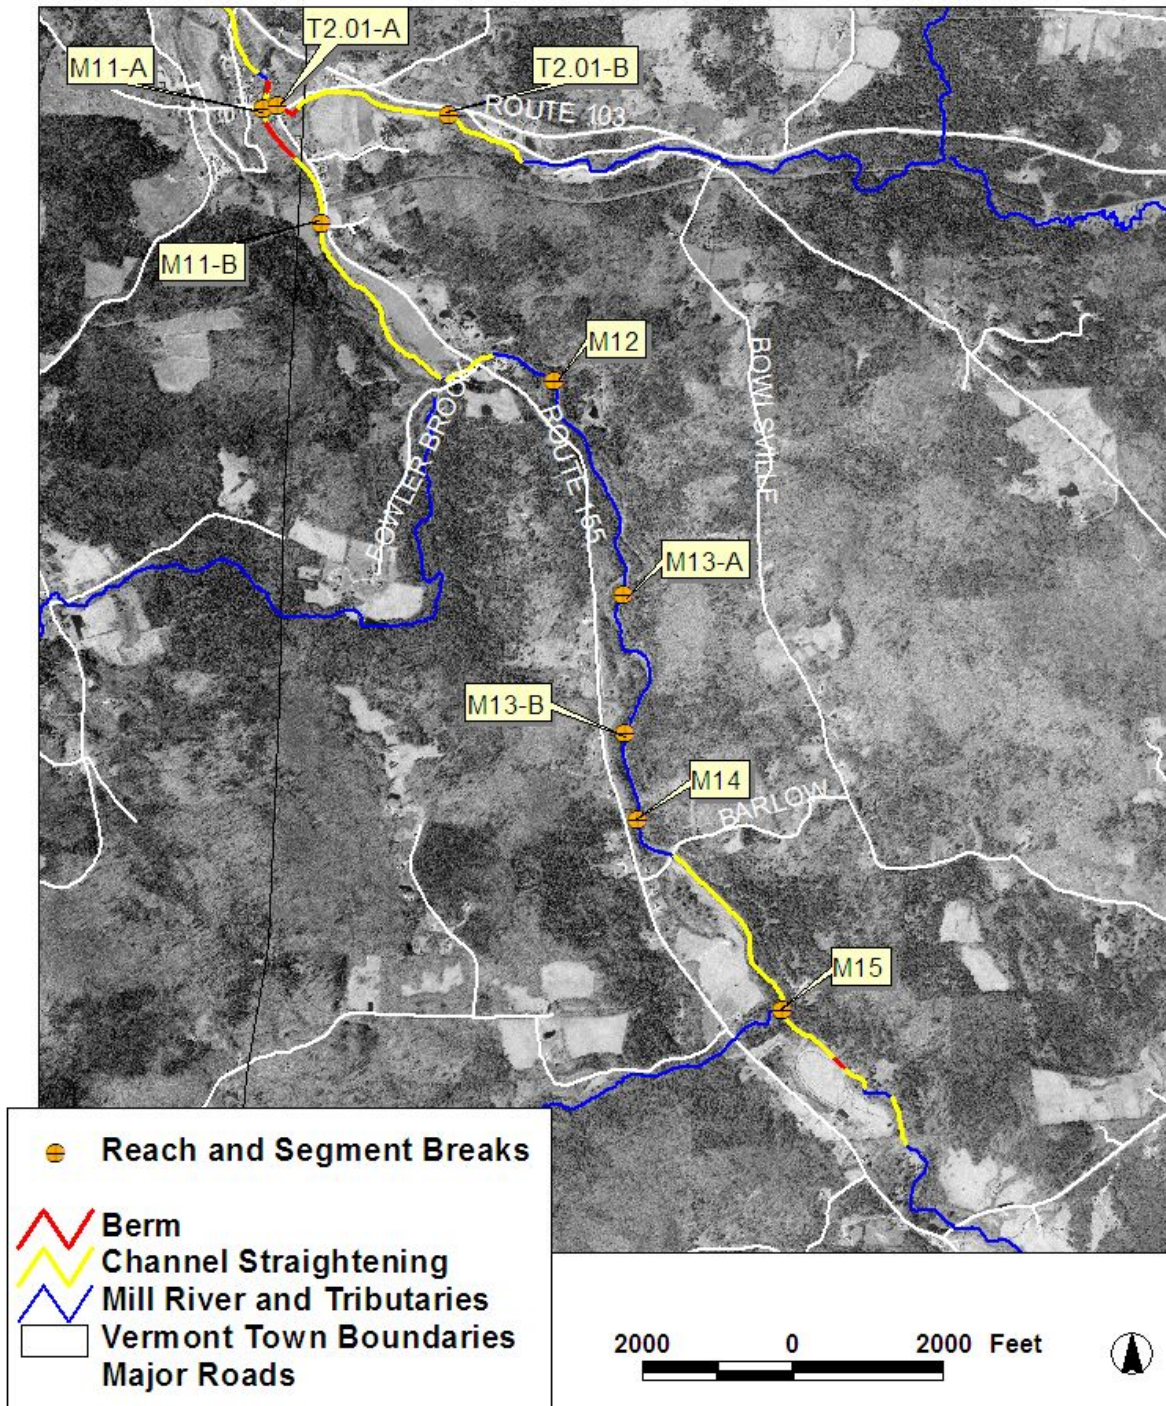 T2.01-A
M11-A
T2.01-B
ROUTE 103
M11-B
M12
BOWLER BROOK
ROUTE 155
BOWLSVILLE
M13-A
M13-B
M14
BARLOW
M15
Reach and Segment Breaks
Berm
Channel Straightening
Mill River and Tributaries
Vermont Town Boundaries
Major Roads
2000 0 2000 Feet